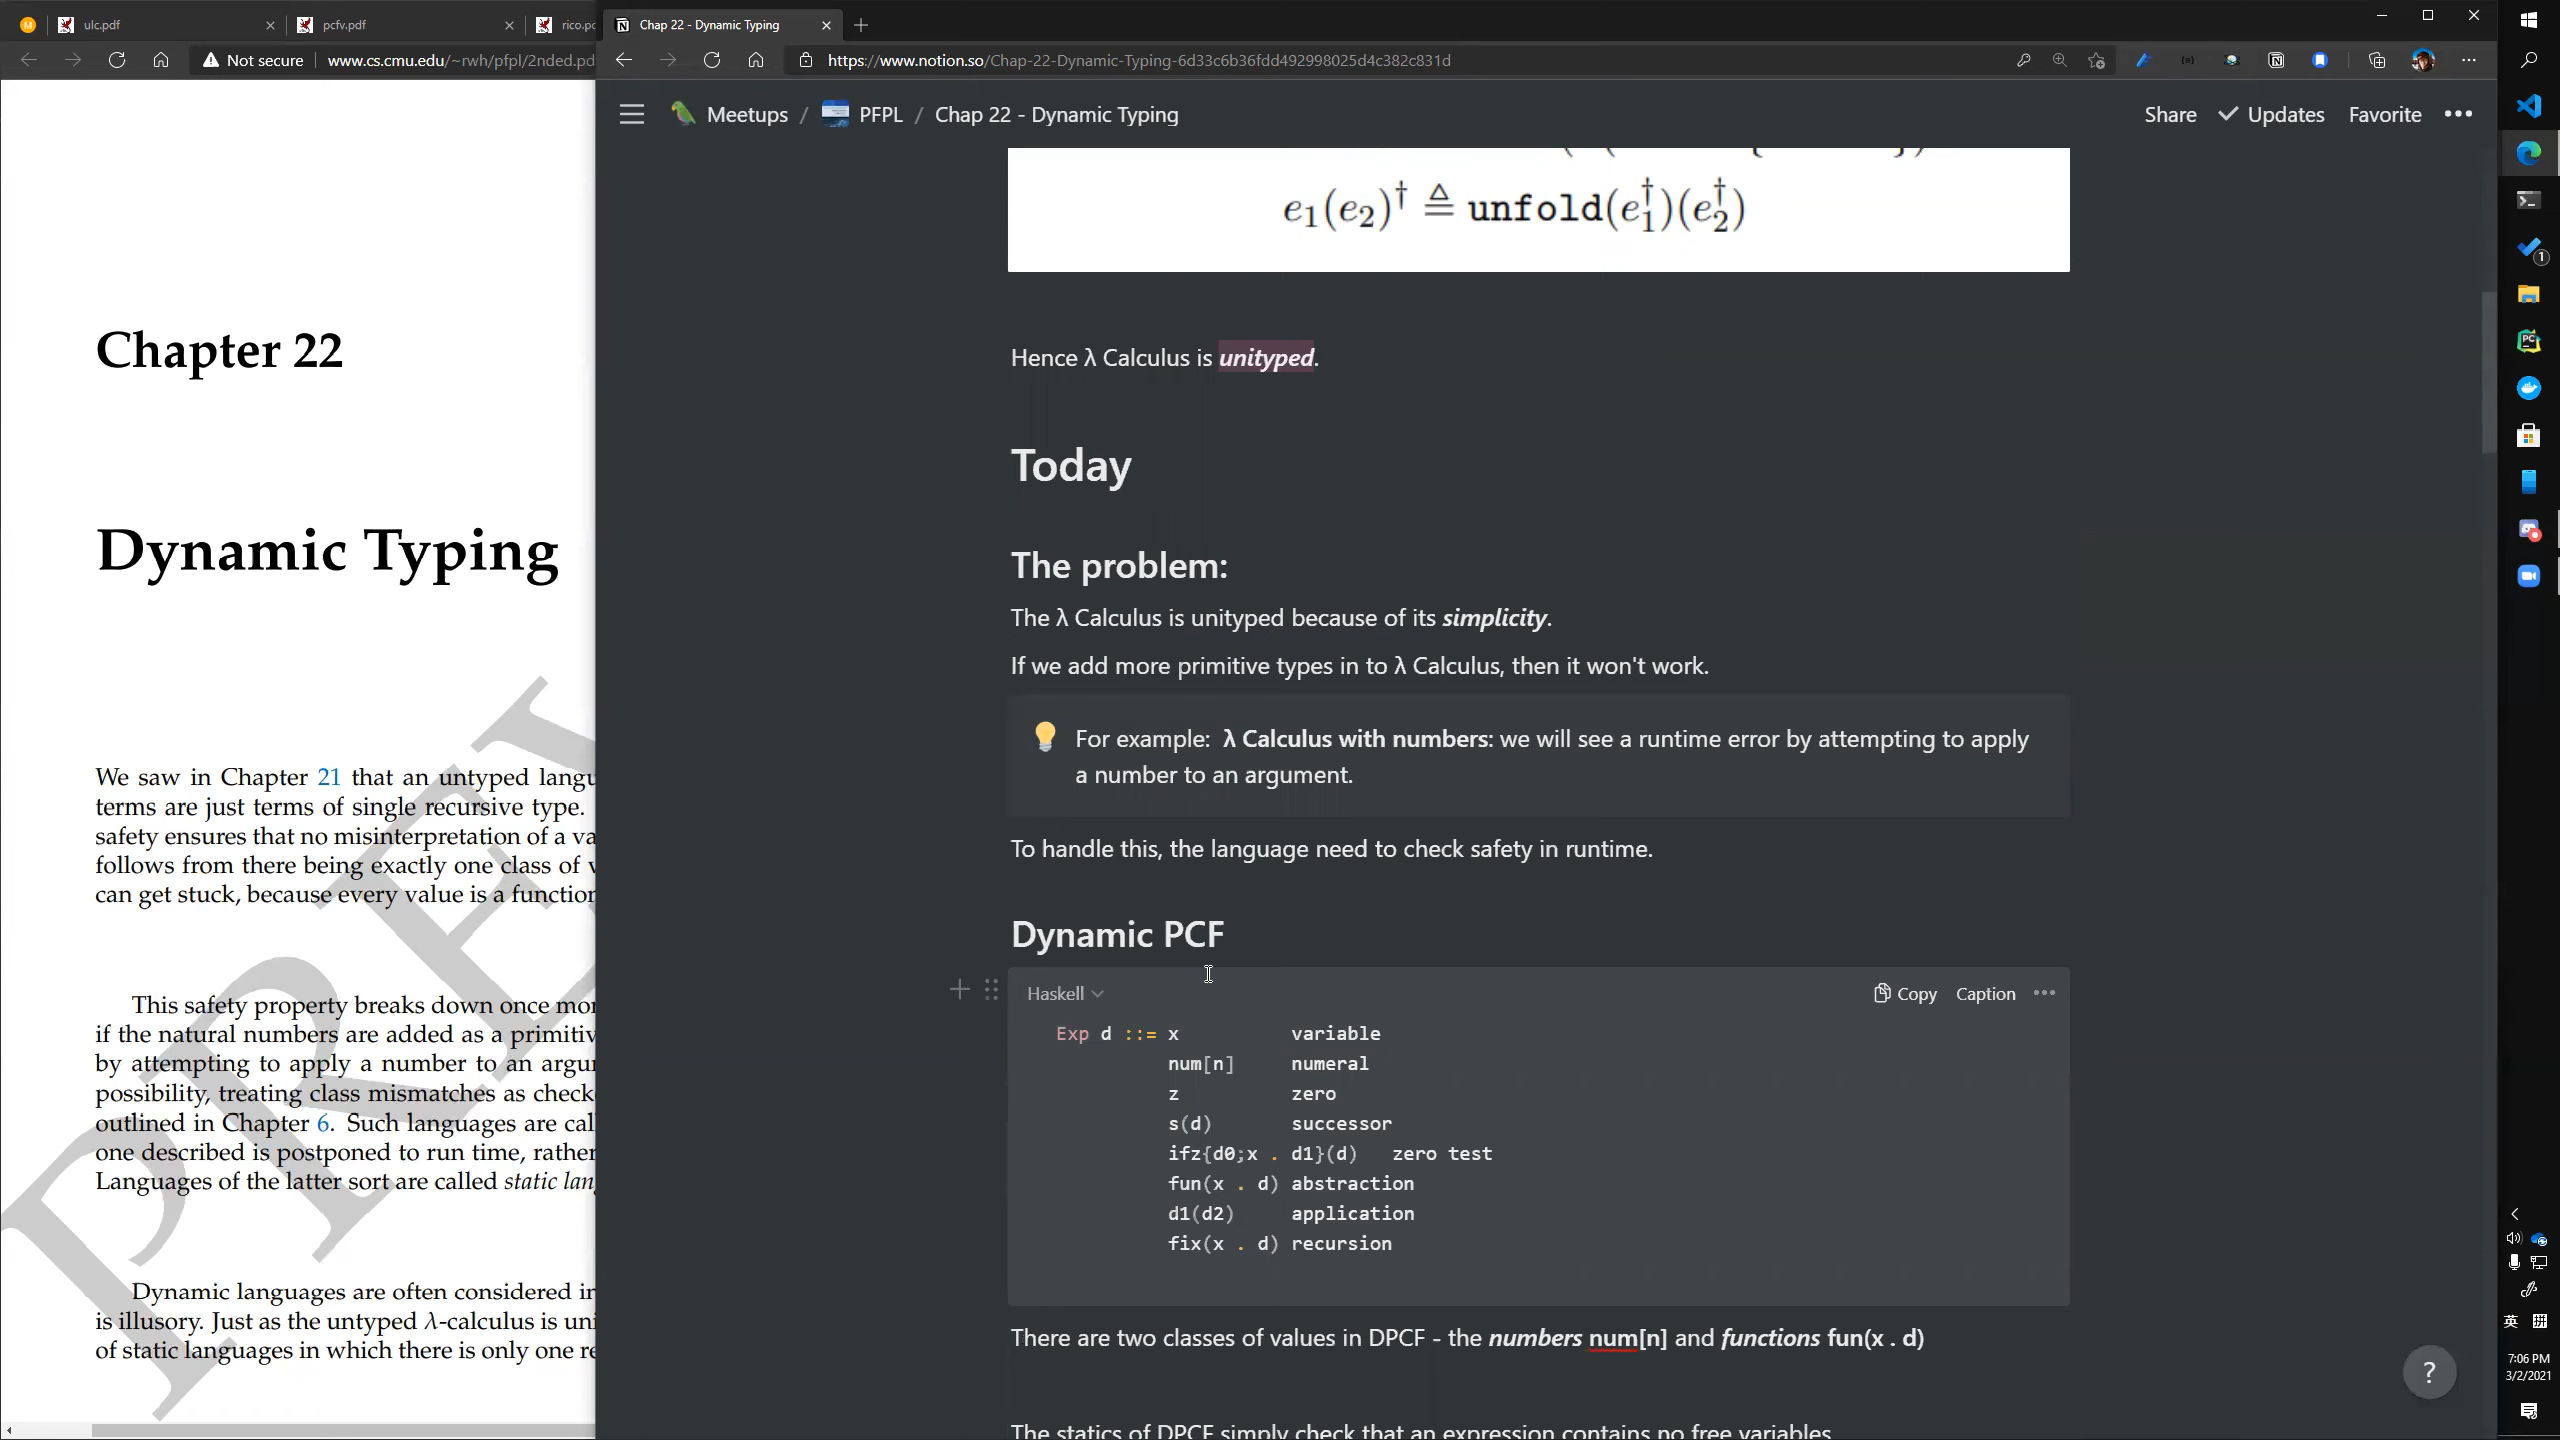 ulc.pdf
pcfv.pdf
rico.pc
Not secure
www.cs.cmu.edu/~rwh/pfpl/2nded.pd
Chapter 22
Dynamic Typing
We saw in Chapter 21 that an untyped langu
terms are just terms of single recursive type.
safety ensures that no misinterpretation of a va
follows from there being exactly one class of v
can get stuck, because every value is a function
This safety property breaks down once mor
if the natural numbers are added as a primitiv
by attempting to apply a number to an argun
possibility, treating class mismatches as check
outlined in Chapter 6. Such languages are call
one described is postponed to run time, rather
Languages of the latter sort are called static lang
Dynamic languages are often considered in
is illusory. Just as the untyped λ-calculus is uni
of static languages in which there is only one re
PREV
Chap 22 - Dynamic Typing
https://www.notion.so/Chap-22-Dynamic-Typing-6d33c6b36fdd492998025d4c382c831d
Meetups / PFPL / Chap 22 - Dynamic Typing
Share Updates Favorite
e₁(e₂)† ≜ unfold(e₁†)(e₂†)
Hence λ Calculus is unityped.
Today
The problem:
The λ Calculus is unityped because of its simplicity.
If we add more primitive types in to λ Calculus, then it won't work.
For example: λ Calculus with numbers: we will see a runtime error by attempting to apply
a number to an argument.
To handle this, the language need to check safety in runtime.
Dynamic PCF
Haskell
Copy Caption
Exp d ::= x variable
num[n] numeral
z zero
s(d) successor
ifz{d0;x . d1}(d) zero test
fun(x . d) abstraction
d1(d2) application
fix(x . d) recursion
There are two classes of values in DPCF - the numbers num[n] and functions fun(x . d)
The statics of DPCF simply check that an expression contains no free variables
?
1
英
拼
7:06 PM
3/2/2021